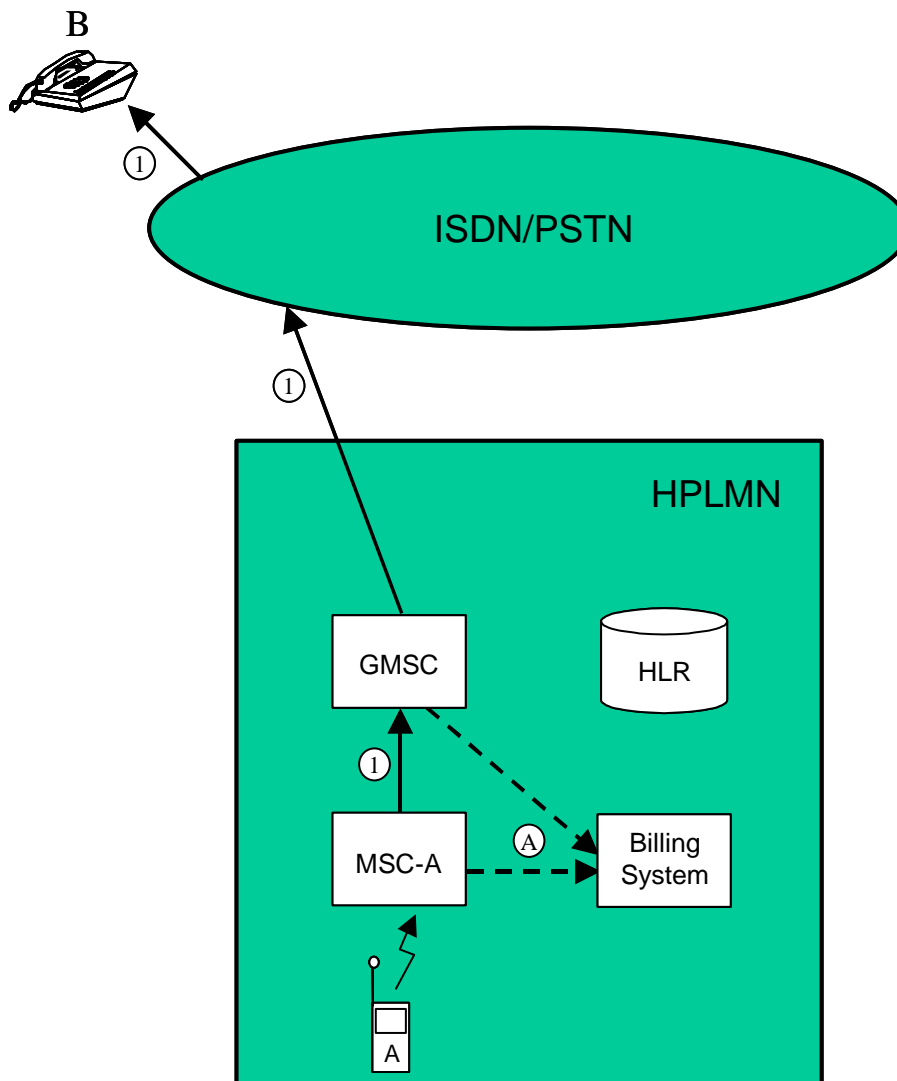 B
1
ISDN/PSTN
1
HPLMN
GMSC
HLR
1
A
MSC-A
Billing
System
A